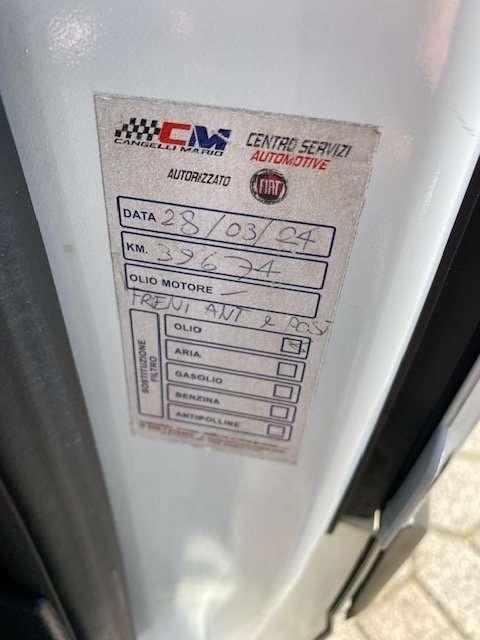 CM
CANGELLI MARIO
CENTRO SERVIZI
AUTOMOTIVE
AUTORIZZATO
FIAT
DATA 28/03/24
KM. 39674
OLIO MOTORE —
FRENI ANT e POST
SOSTITUZIONE
FILTRO
OLIO
ARIA
GASOLIO
BENZINA
ANTIPOLLINE